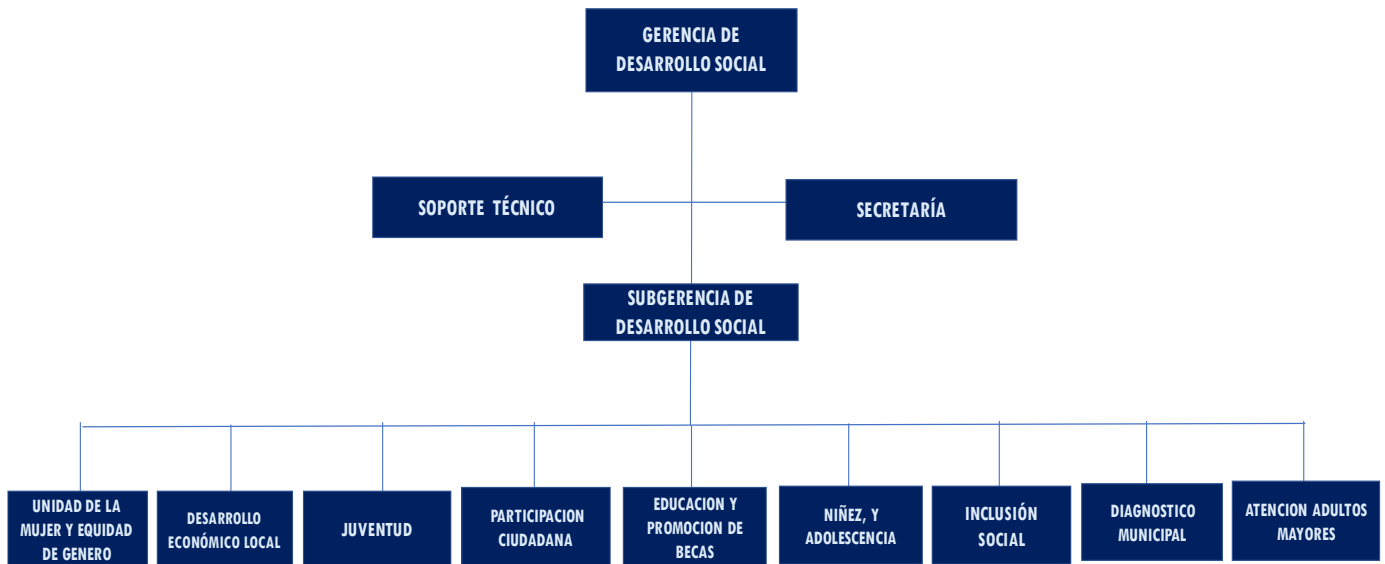 GERENCIA DE
DESARROLLO SOCIAL
SOPORTE TÉCNICO
SECRETARÍA
SUBGERENCIA DE
DESARROLLO SOCIAL
UNIDAD DE LA
MUJER Y EQUIDAD
DE GENERO
DESARROLLO
ECONÓMICO LOCAL
JUVENTUD
PARTICIPACION
CIUDADANA
EDUCACION Y
PROMOCION DE
BECAS
NIÑEZ, Y
ADOLESCENCIA
INCLUSIÓN
SOCIAL
DIAGNOSTICO
MUNICIPAL
ATENCION ADULTOS
MAYORES